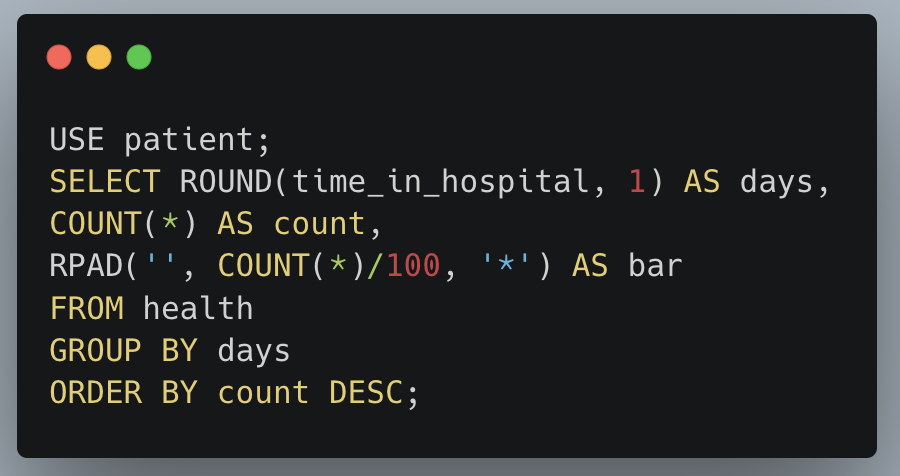 USE patient;
SELECT ROUND(time_in_hospital, 1) AS days,
COUNT(*) AS count,
RPAD('', COUNT(*)/100, '*') AS bar
FROM health
GROUP BY days
ORDER BY count DESC;